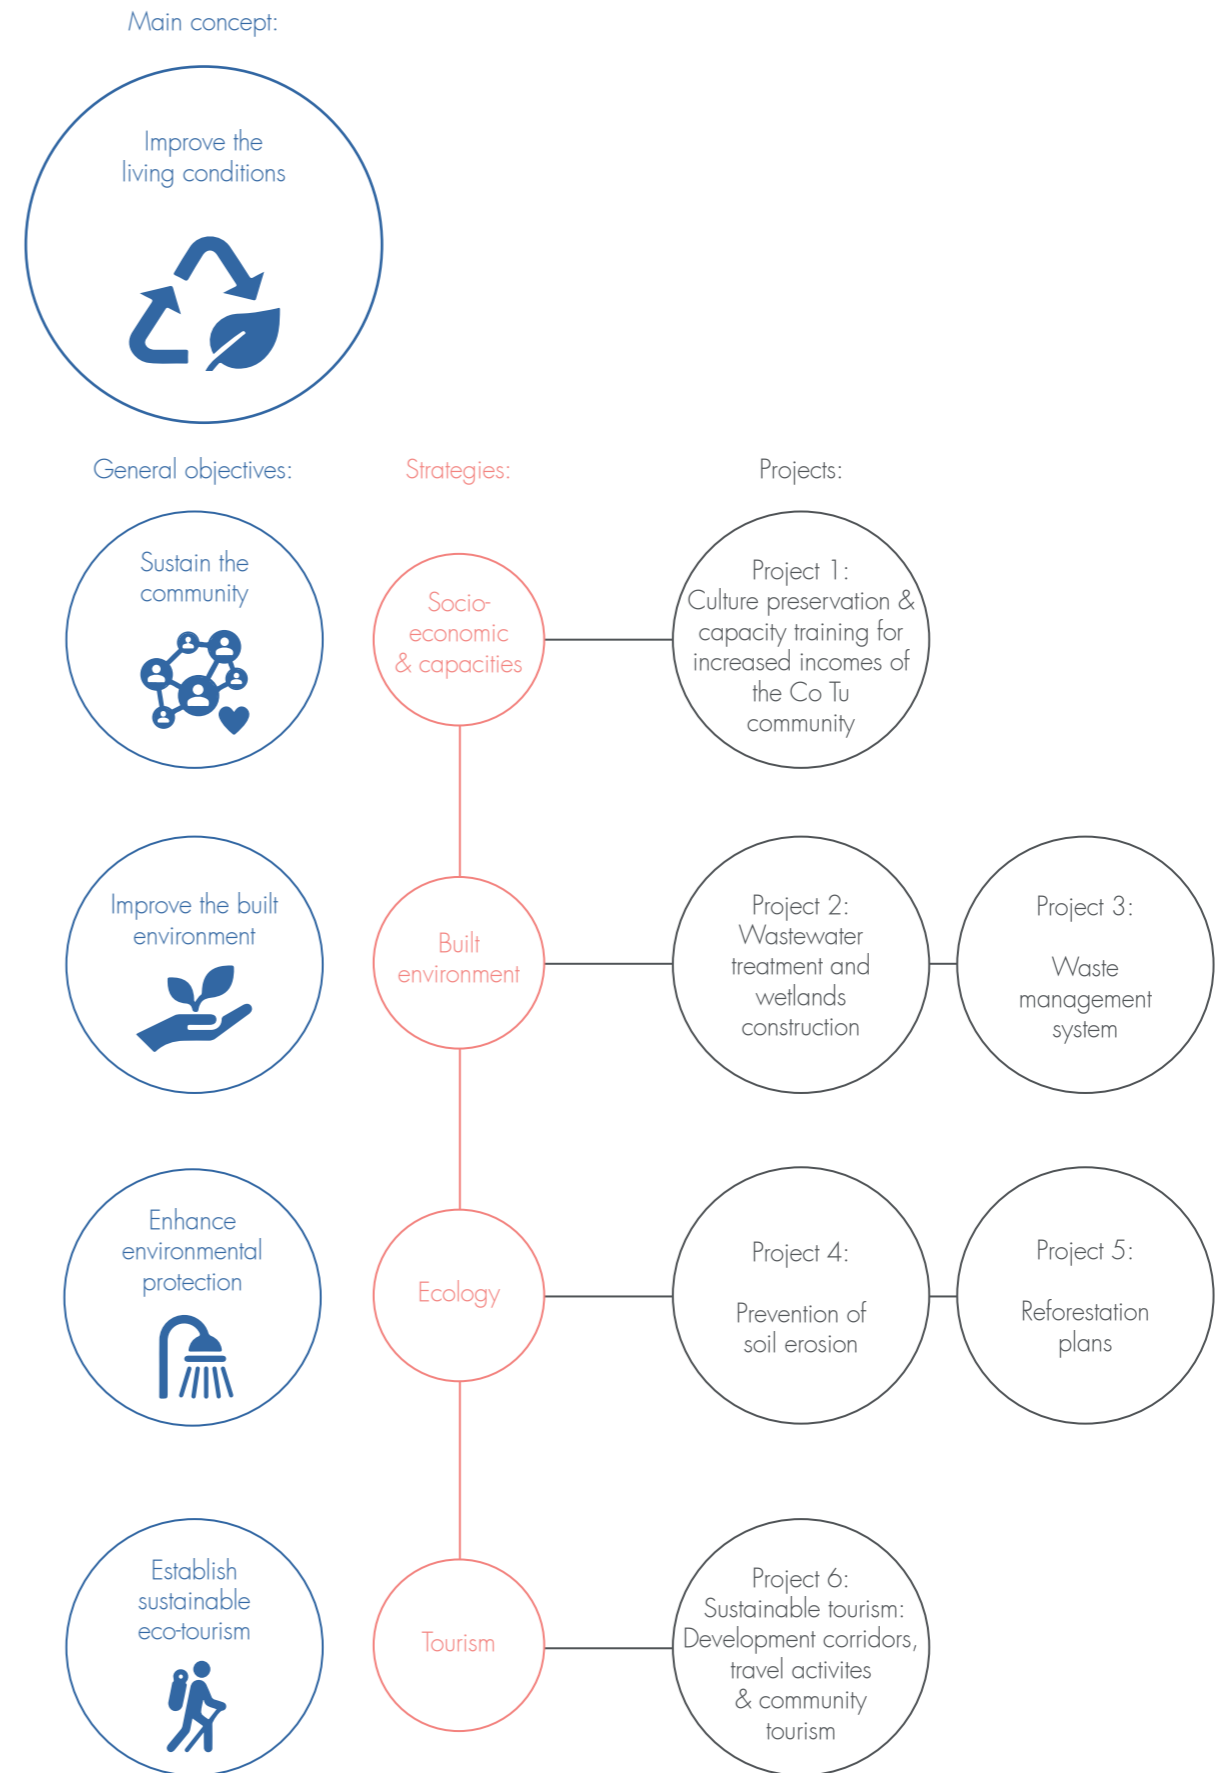 Main concept:
Improve the
living conditions
General objectives:
Strategies:
Projects:
Sustain the
community
Socio-
economic
& capacities
Project 1:
Culture preservation &
capacity training for
increased incomes of
the Co Tu
community
Improve the built
environment
Built
environment
Project 2:
Wastewater
treatment and
wetlands
construction
Project 3:
Waste
management
system
Enhance
environmental
protection
Ecology
Project 4:
Prevention of
soil erosion
Project 5:
Reforestation
plans
Establish
sustainable
eco-tourism
Tourism
Project 6:
Sustainable tourism:
Development corridors,
travel activites
& community
tourism